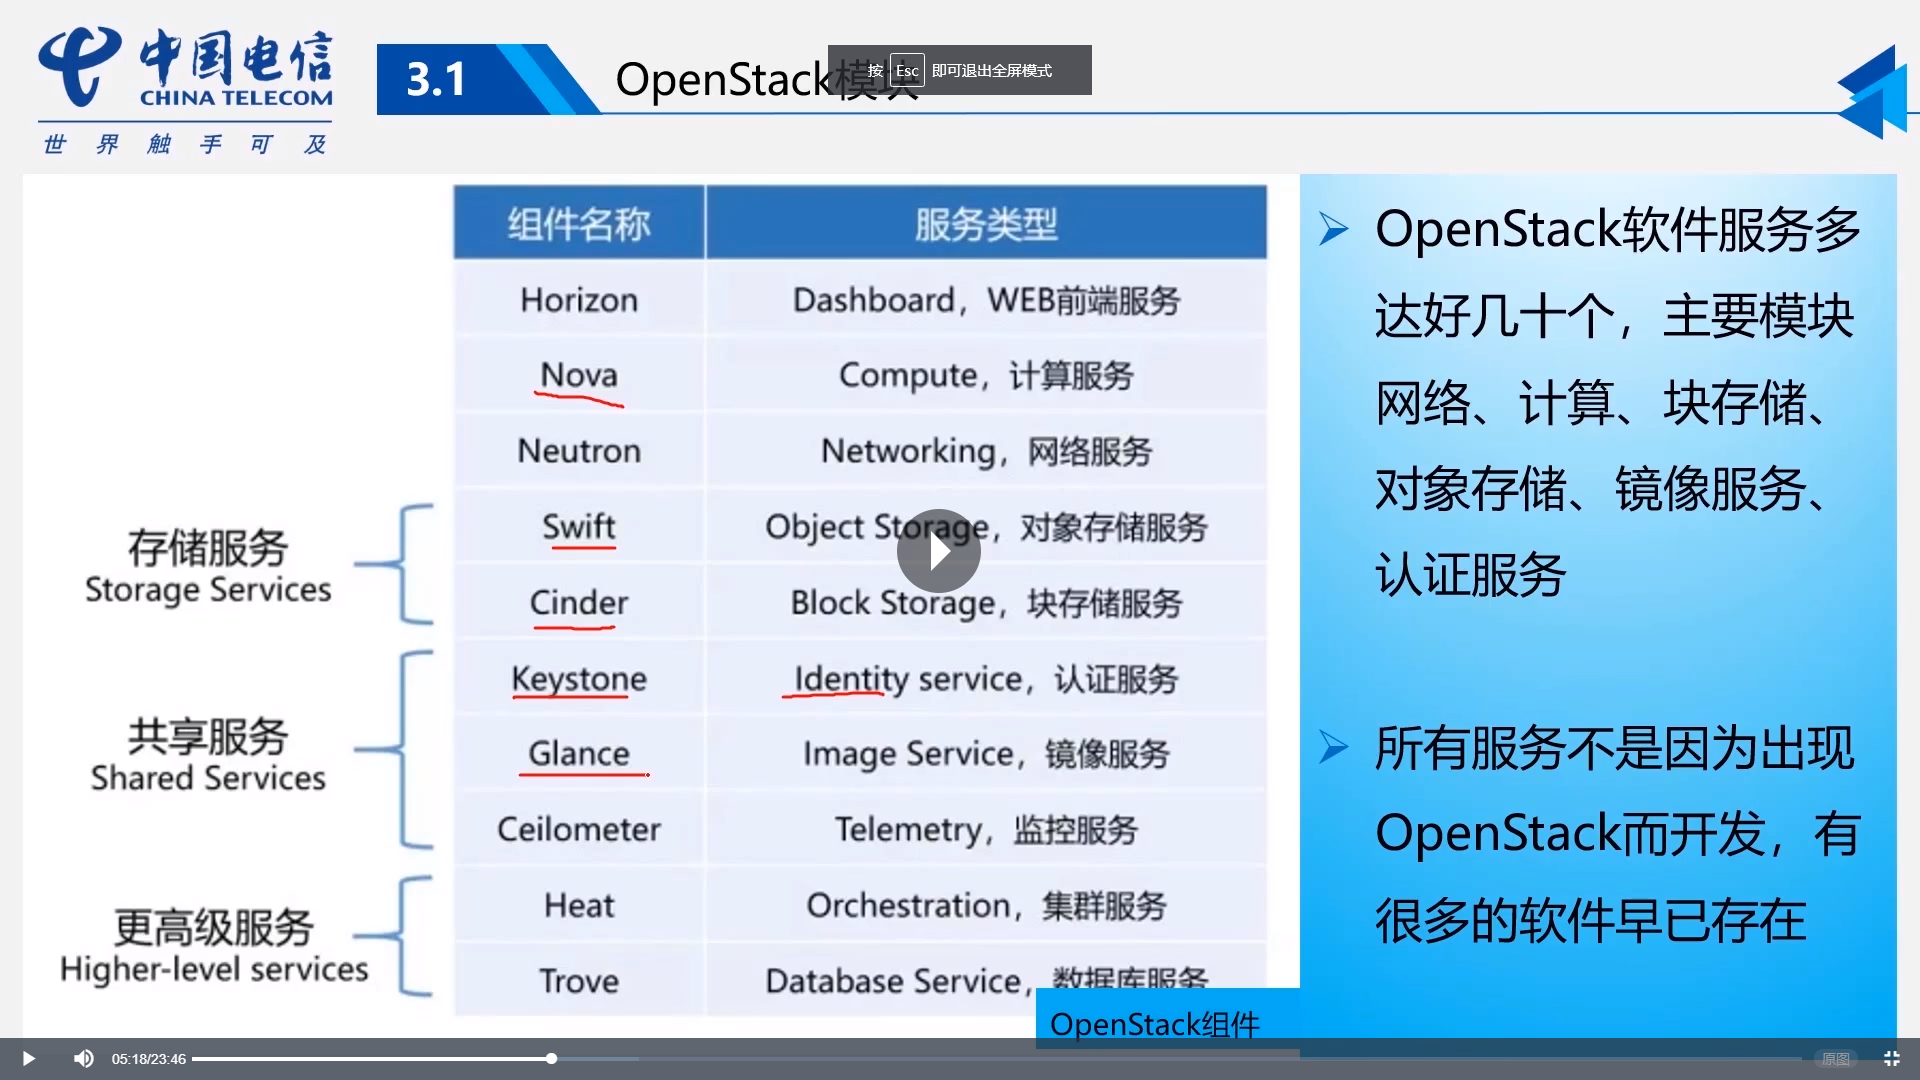 中国电信
CHINA TELECOM
世界触手可及
3.1
OpenStack模块
按 Esc 即可退出全屏模式
组件名称 服务类型
Horizon Dashboard，WEB前端服务
Nova Compute，计算服务
Neutron Networking，网络服务
Swift Object Storage，对象存储服务
Cinder Block Storage，块存储服务
Keystone Identity service，认证服务
Glance Image Service，镜像服务
Ceilometer Telemetry，监控服务
Heat Orchestration，集群服务
Trove Database Service，数据库服务
存储服务
Storage Services
共享服务
Shared Services
更高级服务
Higher-level services
OpenStack组件
OpenStack软件服务多
达好几十个，主要模块
网络、计算、块存储、
对象存储、镜像服务、
认证服务
所有服务不是因为出现
OpenStack而开发，有
很多的软件早已存在
05:18/23:46
原图